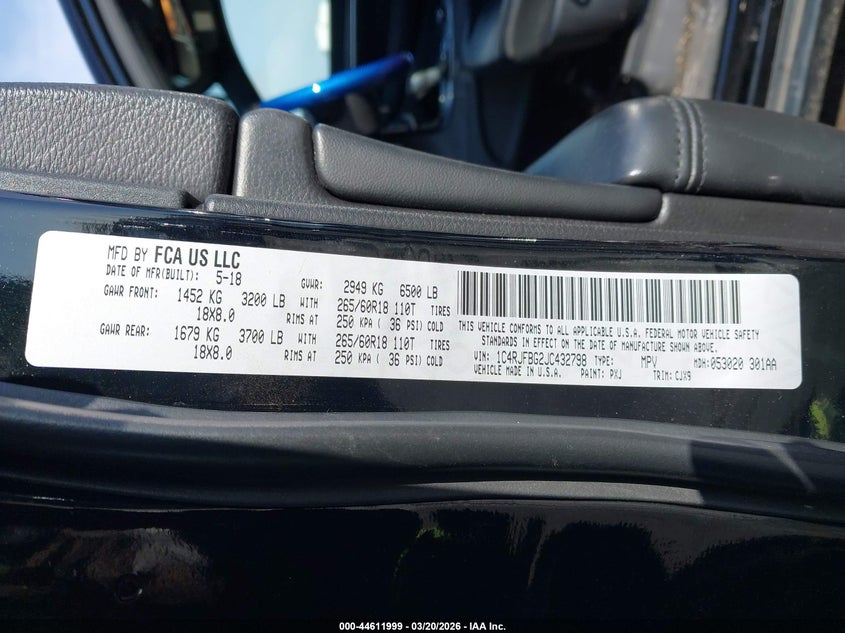 MFD BY FCA US LLC
DATE OF MFR(BUILT): 5-18 GVWR: 2949 KG 6500 LB
GAWR FRONT: 1452 KG 3200 LB WITH 265/60R18 110T TIRES
18X8.0 RIMS AT 250 KPA ( 36 PSI) COLD
GAWR REAR: 1679 KG 3700 LB WITH 265/60R18 110T TIRES
18X8.0 RIMS AT 250 KPA ( 36 PSI) COLD
THIS VEHICLE CONFORMS TO ALL APPLICABLE U.S.A. FEDERAL MOTOR VEHICLE SAFETY
STANDARDS IN EFFECT ON THE DATE OF MANUFACTURE SHOWN ABOVE.
VIN: 1C4RJFBG2JC432798 TYPE: MPV MDH: 053020 301AA
VEHICLE MADE IN U.S.A. PAINT: PXJ TRIM: CJX9
000-44611999 — 03/20/2026 — IAA Inc.